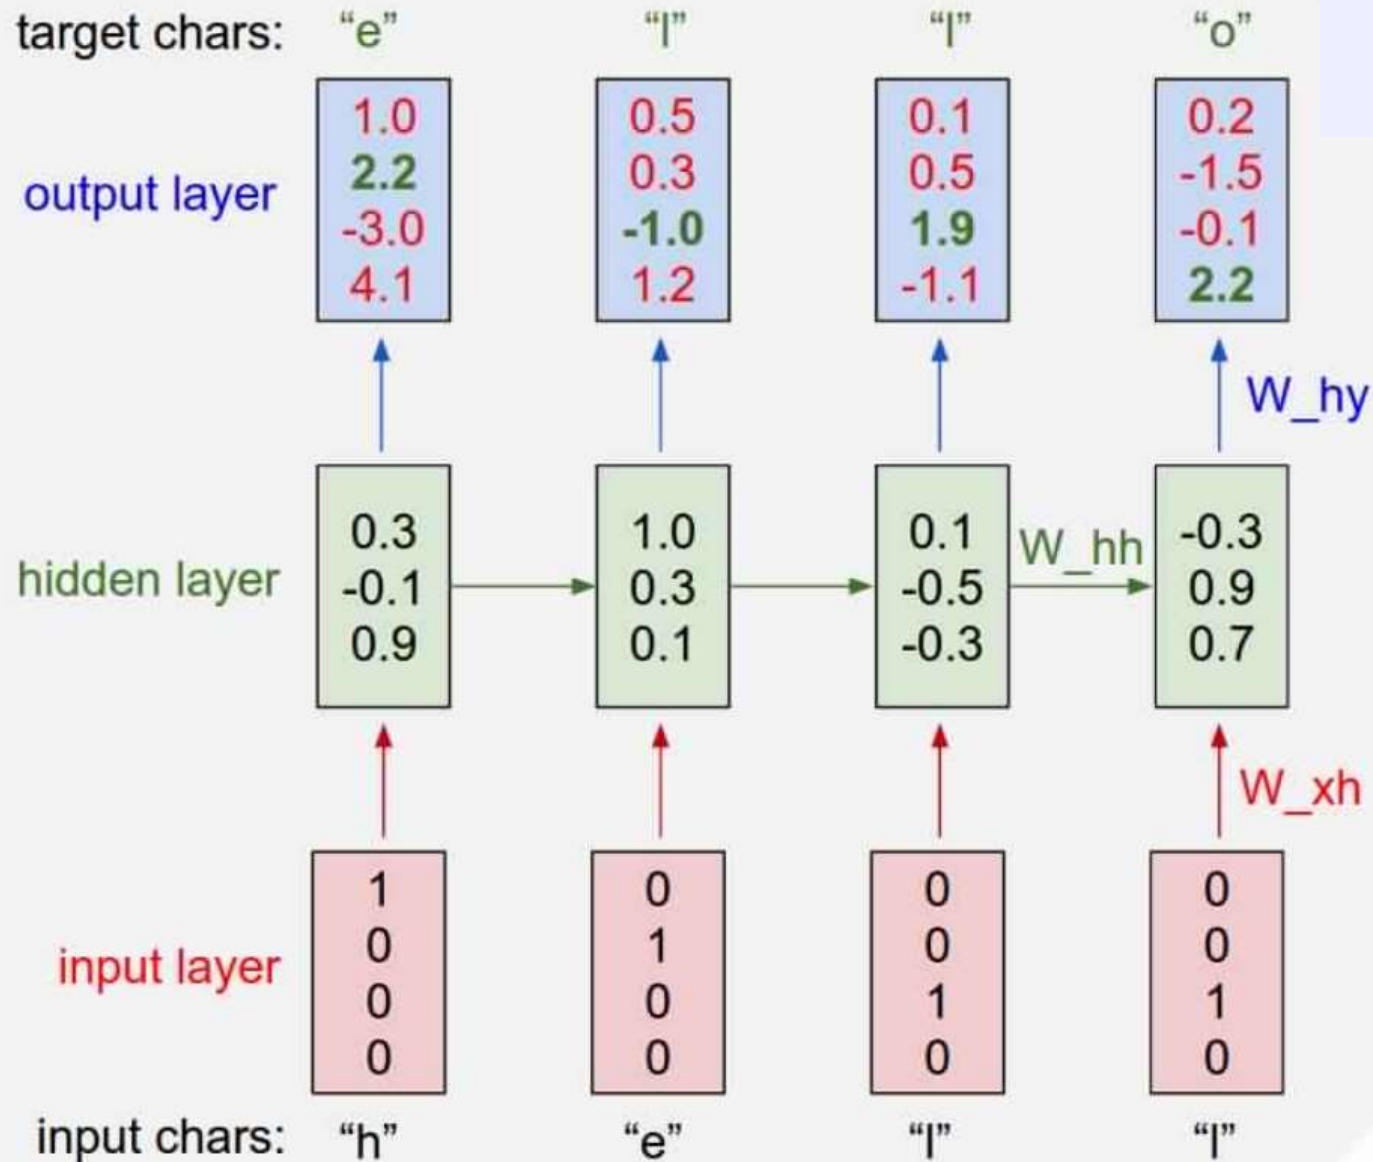 target chars: “e” “l” “l” “o”
1.0 0.5 0.1 0.2
2.2 0.3 0.5 -1.5
output layer
-3.0 -1.0 1.9 -0.1
4.1 1.2 -1.1 2.2
W_hy
0.3 1.0 0.1 -0.3
W_hh
hidden layer -0.1 0.3 -0.5 0.9
0.9 0.1 -0.3 0.7
W_xh
1 0 0 0
0 1 0 0
input layer
0 0 1 1
0 0 0 0
input chars: “h” “e” “l” “l”